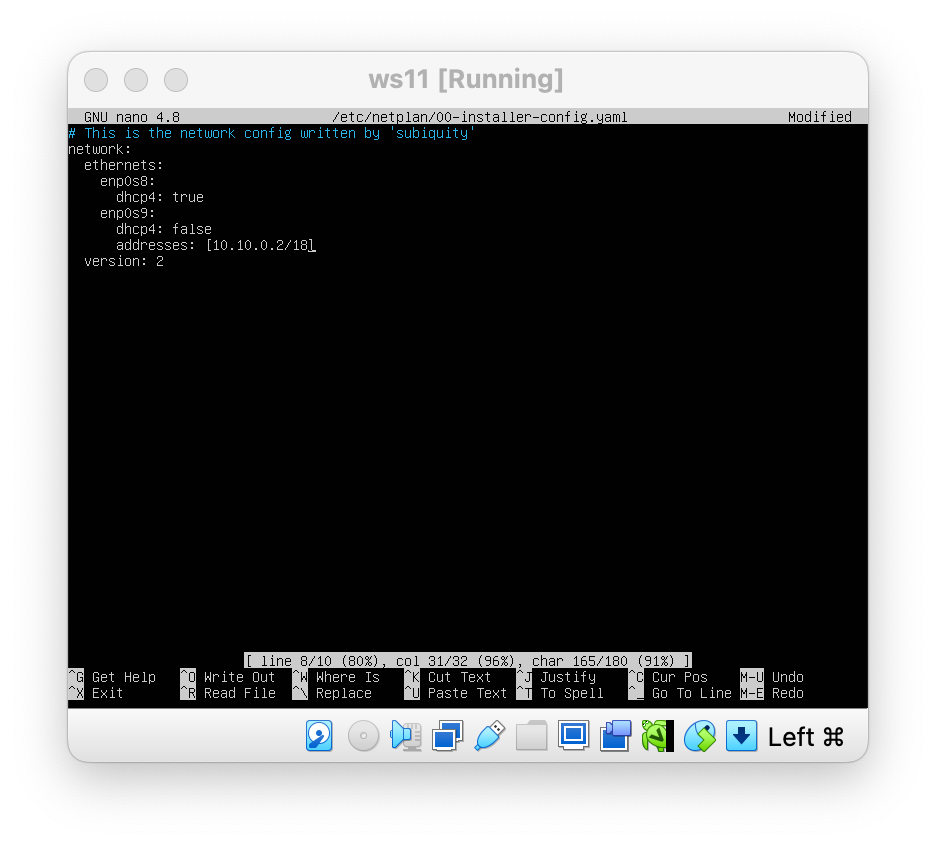 ws11 [Running]
GNU nano 4.8 /etc/netplan/00-installer-config.yaml Modified
# This is the network config written by 'subiquity'
network:
  ethernets:
    enp0s8:
      dhcp4: true
    enp0s9:
      dhcp4: false
      addresses: [10.10.0.2/18]
  version: 2
[ line 8/10 (80%), col 31/32 (96%), char 165/180 (91%) ]
^G Get Help ^O Write Out ^W Where Is ^K Cut Text ^J Justify ^C Cur Pos M-U Undo
^X Exit ^R Read File ^\ Replace ^U Paste Text ^T To Spell ^_ Go To Line M-E Redo
Left ⌘